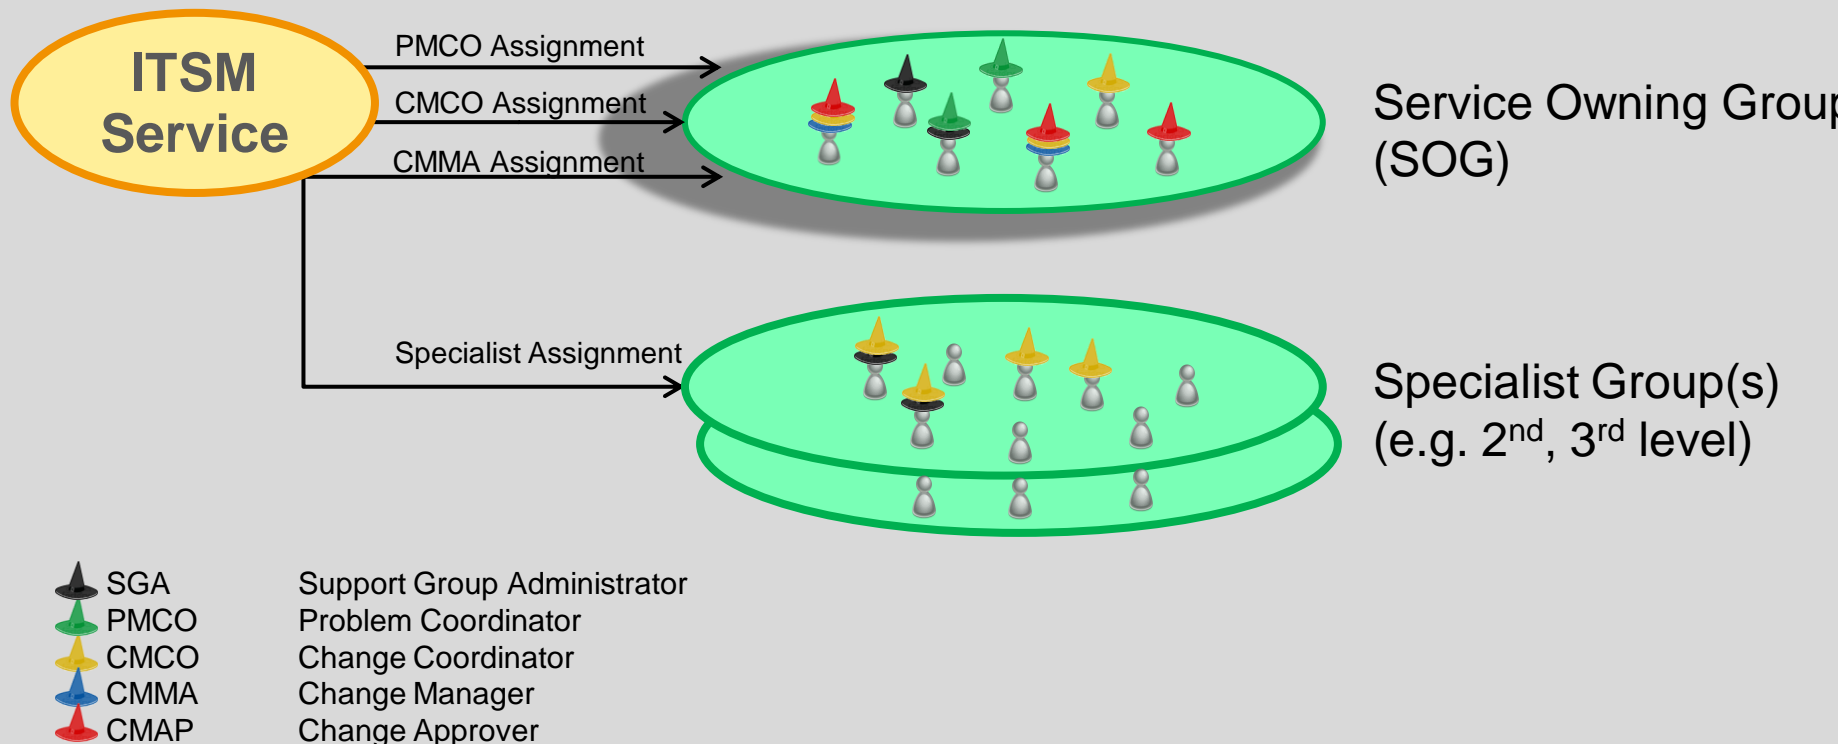 ITSM
Service
PMCO Assignment
CMCO Assignment
CMMA Assignment
Service Owning Group
(SOG)
Specialist Assignment
Specialist Group(s)
(e.g. 2nd, 3rd level)
SGA Support Group Administrator
PMCO Problem Coordinator
CMCO Change Coordinator
CMMA Change Manager
CMAP Change Approver